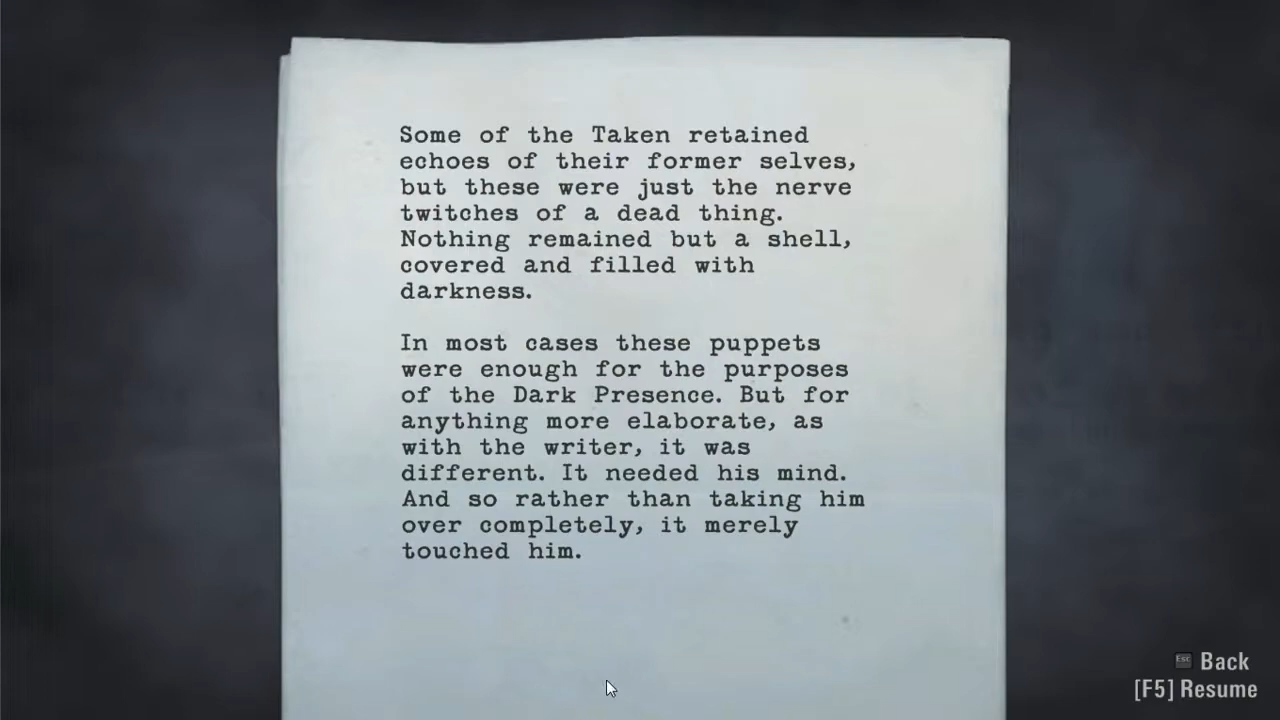 Some of the Taken retained
echoes of their former selves,
but these were just the nerve
twitches of a dead thing.
Nothing remained but a shell,
covered and filled with
darkness.
In most cases these puppets
were enough for the purposes
of the Dark Presence. But for
anything more elaborate, as
with the writer, it was
different. It needed his mind.
And so rather than taking him
over completely, it merely
touched him.
Esc Back
[F5] Resume